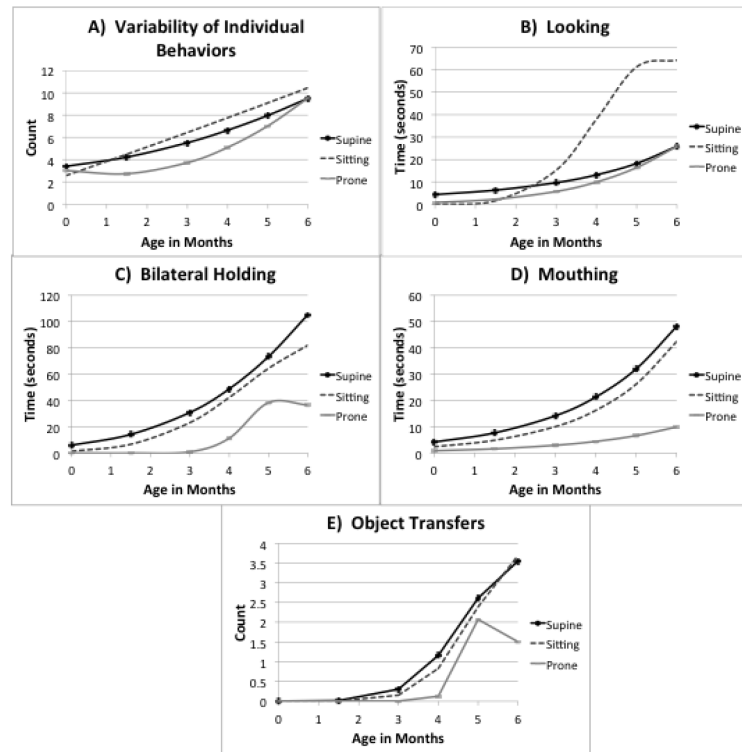 A) Variability of Individual
Behaviors
12
10
8
6
4
2
0
Count
0 1 2 3 4 5 6
Age in Months
Supine
Sitting
Prone
B) Looking
70
60
50
40
30
20
10
0
Time (seconds)
0 1 2 3 4 5 6
Age in Months
Supine
Sitting
Prone
C) Bilateral Holding
120
100
80
60
40
20
0
Time (seconds)
0 1 2 3 4 5 6
Age in Months
Supine
Sitting
Prone
D) Mouthing
60
50
40
30
20
10
0
Time (seconds)
0 1 2 3 4 5 6
Age in Months
Supine
Sitting
Prone
E) Object Transfers
4
3.5
3
2.5
2
1.5
1
0.5
0
Count
0 1 2 3 4 5 6
Age in Months
Supine
Sitting
Prone